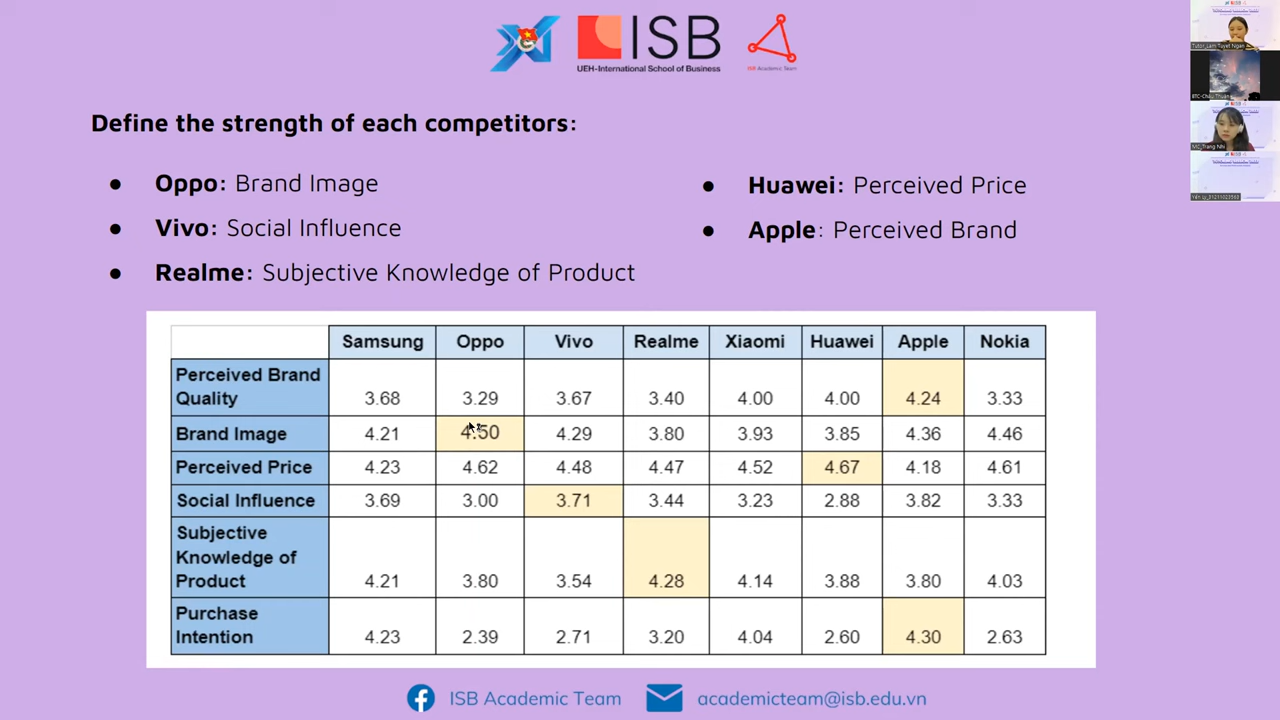 ISB
UEH-International School of Business
ISB Academic Team
Define the strength of each competitors:
● Oppo: Brand Image
● Vivo: Social Influence
● Realme: Subjective Knowledge of Product
● Huawei: Perceived Price
● Apple: Perceived Brand
Samsung Oppo Vivo Realme Xiaomi Huawei Apple Nokia
Perceived Brand
Quality 3.68 3.29 3.67 3.40 4.00 4.00 4.24 3.33
Brand Image 4.21 4.50 4.29 3.80 3.93 3.85 4.36 4.46
Perceived Price 4.23 4.62 4.48 4.47 4.52 4.67 4.18 4.61
Social Influence 3.69 3.00 3.71 3.44 3.23 2.88 3.82 3.33
Subjective
Knowledge of
Product 4.21 3.80 3.54 4.28 4.14 3.88 3.80 4.03
Purchase
Intention 4.23 2.39 2.71 3.20 4.04 2.60 4.30 2.63
ISB Academic Team
academicteam@isb.edu.vn
Tutor_Lam Tuyet Ngan
BTC-Châu Thuận
MC_Trang Nhi